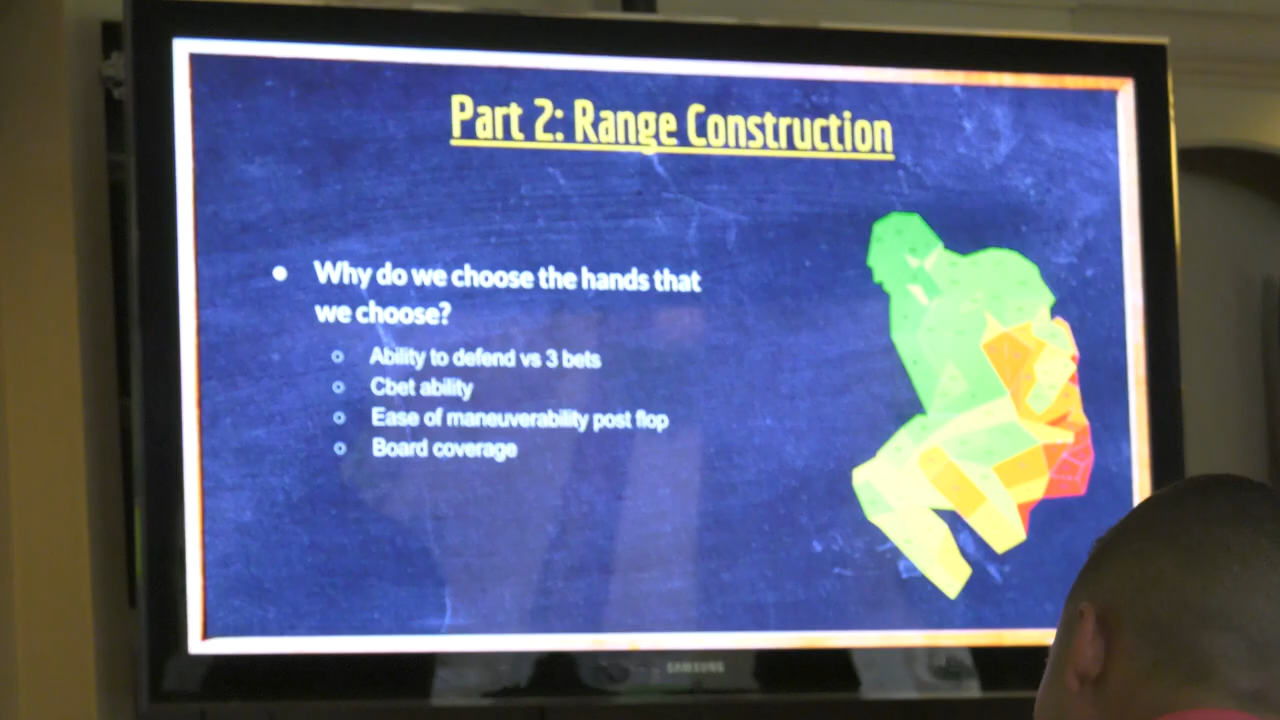 Part 2: Range Construction
Why do we choose the hands that
we choose?
Ability to defend vs 3 bets
Cbet ability
Ease of maneuverability post flop
Board coverage
SAMSUNG